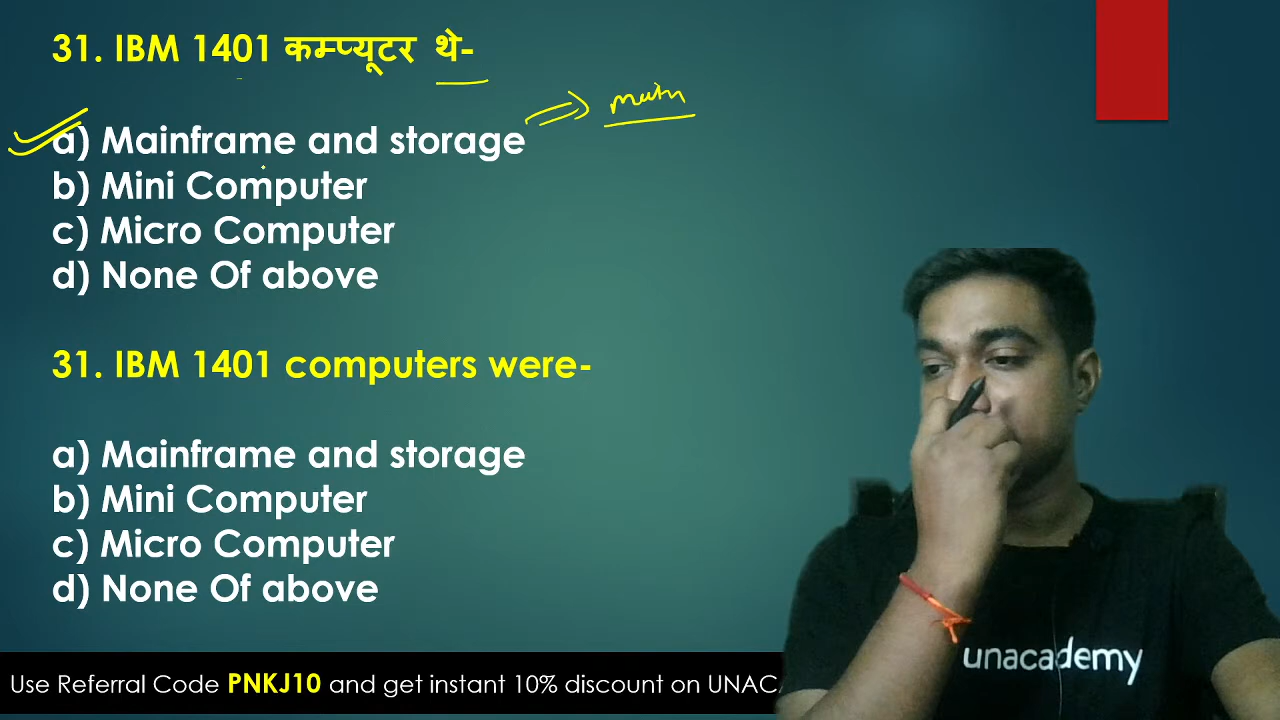 31. IBM 1401 कम्प्यूटर थे-
a) Mainframe and storage
main
b) Mini Computer
c) Micro Computer
d) None Of above
31. IBM 1401 computers were-
a) Mainframe and storage
b) Mini Computer
c) Micro Computer
d) None Of above
unacademy
Use Referral Code PNKJ10 and get instant 10% discount on UNAC